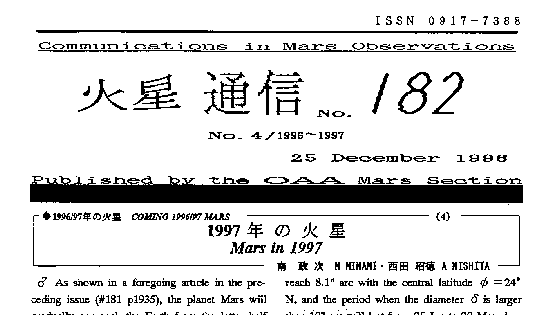 ISSN 0917-7388
Communications in Mars Observations
火星通信 No. 182
No. 4/1996~1997
25 December 1996
Published by the OAA Mars Section
●1996/97年の火星 COMING 1996/97 MARS (4)
1997年の火星
Mars in 1997
南 政 次 M MINAMI・西田 昭徳 A NISHITA
♂ As shown in a foregoing article in the pre-
ceding issue (#181 p1935), the planet Mars will
reach 8.1" arc with the central latitude φ=24°
N, and the period when the diameter δ is larger